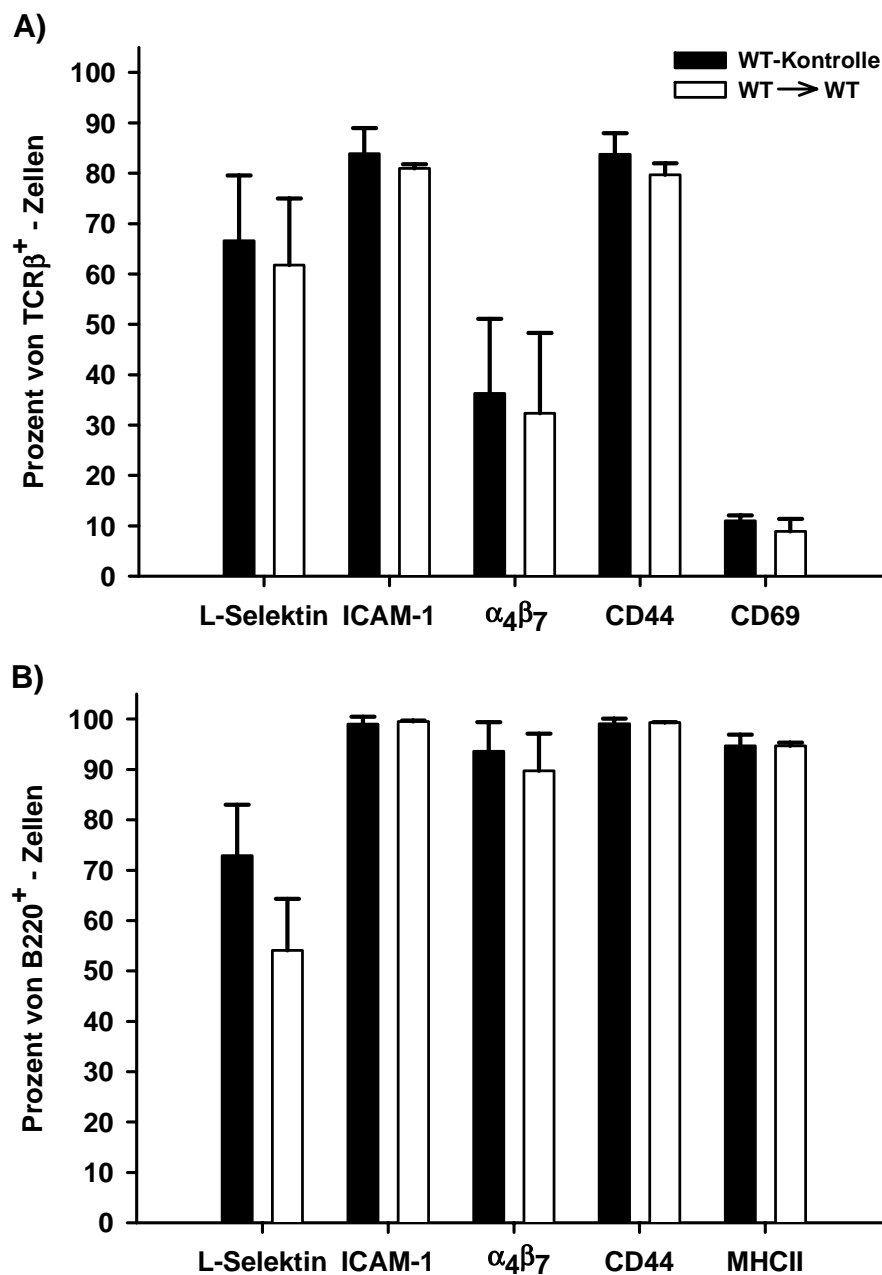 A)
WT-Kontrolle
WT → WT
Prozent von TCRβ⁺ - Zellen
100
90
80
70
60
50
40
30
20
10
0
L-Selektin ICAM-1 α₄β₇ CD44 CD69
B)
Prozent von B220⁺ - Zellen
100
90
80
70
60
50
40
30
20
10
0
L-Selektin ICAM-1 α₄β₇ CD44 MHCII